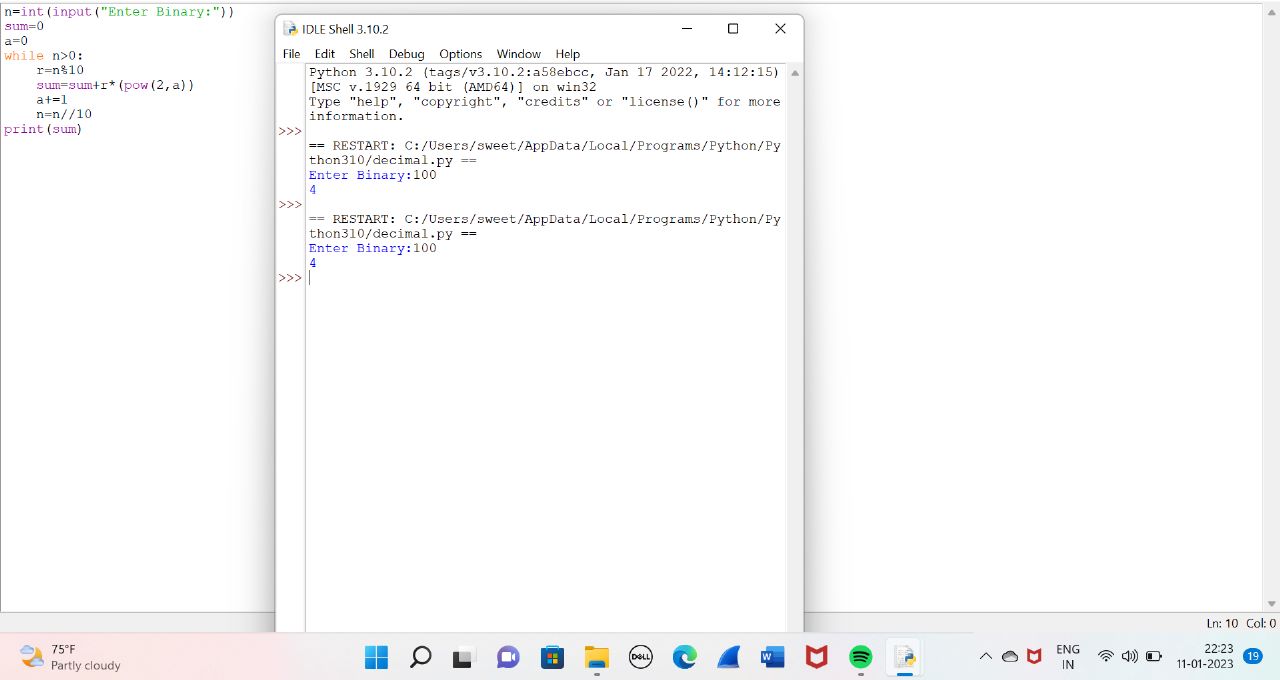 n=int(input("Enter Binary:"))
sum=0
a=0
while n>0:
    r=n%10
    sum=sum+r*(pow(2,a))
    a+=1
    n=n//10
print(sum)
IDLE Shell 3.10.2
File Edit Shell Debug Options Window Help
Python 3.10.2 (tags/v3.10.2:a58ebcc, Jan 17 2022, 14:12:15)
[MSC v.1929 64 bit (AMD64)] on win32
Type "help", "copyright", "credits" or "license()" for more
information.
>>>
== RESTART: C:/Users/sweet/AppData/Local/Programs/Python/Py
thon310/decimal.py ==
Enter Binary:100
4
>>>
== RESTART: C:/Users/sweet/AppData/Local/Programs/Python/Py
thon310/decimal.py ==
Enter Binary:100
4
>>>
Ln: 10 Col: 0
75°F
Partly cloudy
DELL
W
ENG
IN
22:23
11-01-2023
19